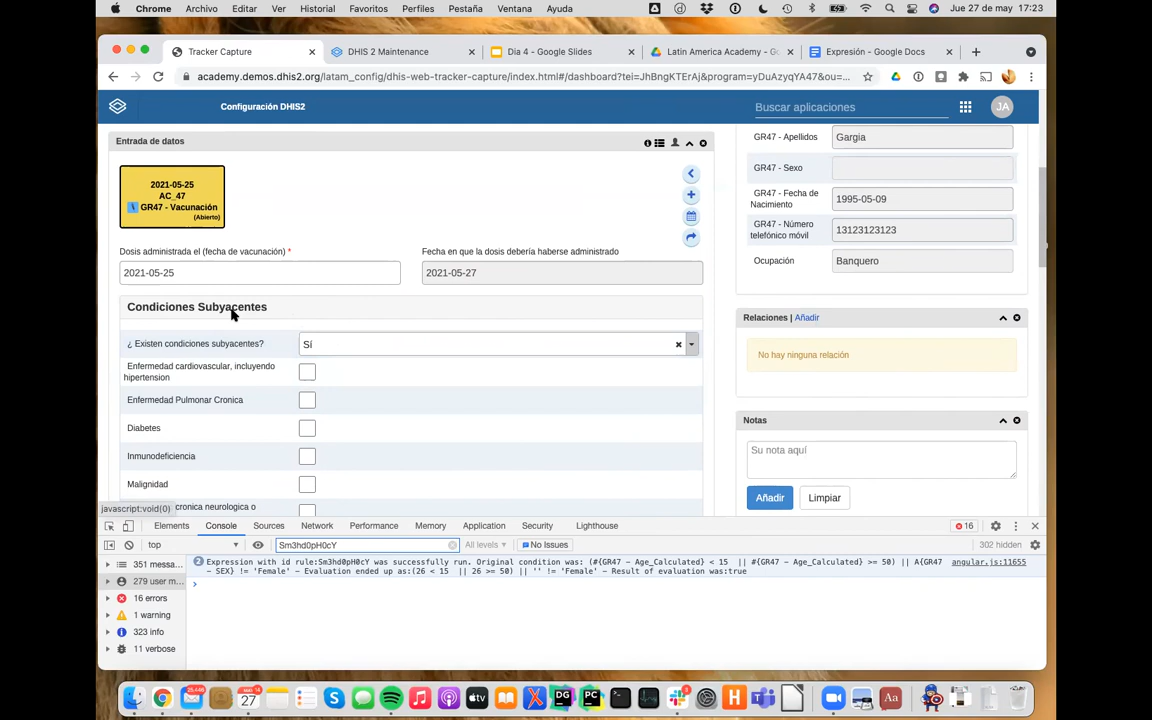 Chrome Archivo Editar Ver Historial Favoritos Perfiles Pestaña Ventana Ayuda
Jue 27 de may 17:23
Tracker Capture
DHIS 2 Maintenance
Dia 4 - Google Slides
Latin America Academy - Go
Expresión - Google Docs
academy.demos.dhis2.org/latam_config/dhis-web-tracker-capture/index.html#/dashboard?tei=JhBngKTErAj&program=yDuAzyqYA47&ou=...
Configuración DHIS2
Buscar aplicaciones
JA
Entrada de datos
2021-05-25
AC_47
GR47 - Vacunación
(Abierto)
Dosis administrada el (fecha de vacunación) *
Fecha en que la dosis debería haberse administrado
2021-05-25
2021-05-27
Condiciones Subyacentes
¿ Existen condiciones subyacentes?
Sí
Enfermedad cardiovascular, incluyendo
hipertension
Enfermedad Pulmonar Cronica
Diabetes
Inmunodeficiencia
Malignidad
cronica neurologico o
javascript:void(0)
GR47 - Apellidos
Gargia
GR47 - Sexo
GR47 - Fecha de
Nacimiento
1995-05-09
GR47 - Número
telefónico móvil
13123123123
Ocupación
Banquero
Relaciones | Añadir
No hay ninguna relación
Notas
Su nota aquí
Añadir
Limpiar
Elements Console Sources Network Performance Memory Application Security Lighthouse
16
top
Sm3hd0pH0cY
All levels
No Issues
302 hidden
351 messa...
279 user m...
16 errors
1 warning
323 info
11 verbose
2
Expression with id rule:Sm3hd0pH0cY was successfully run. Original condition was: (#{GR47 - Age_Calculated} < 15 || #{GR47 - Age_Calculated} >= 50) || A{GR47
- SEX} != 'Female' - Evaluation ended up as:(26 < 15 || 26 >= 50) || '' != 'Female' - Result of evaluation was:true
angular.js:11655